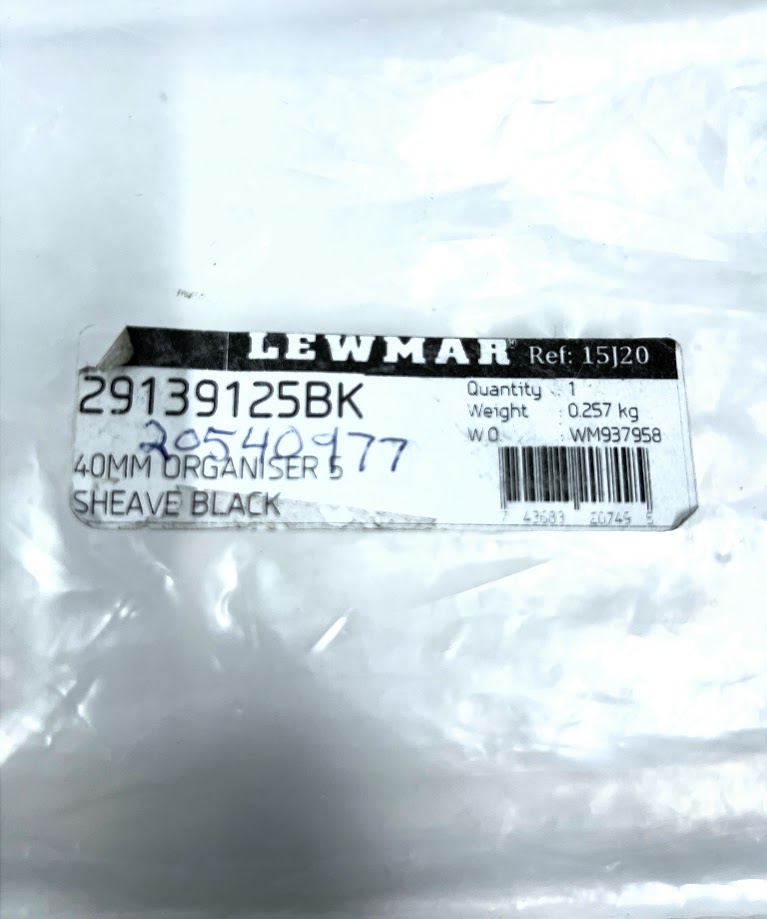 LEWMAR® Ref: 15J20
29139125BK
Quantity : 1
Weight : 0.257 kg
W.O. : WM937958
20540977
40MM ORGANISER 5
SHEAVE BLACK
7 43683 20749 5